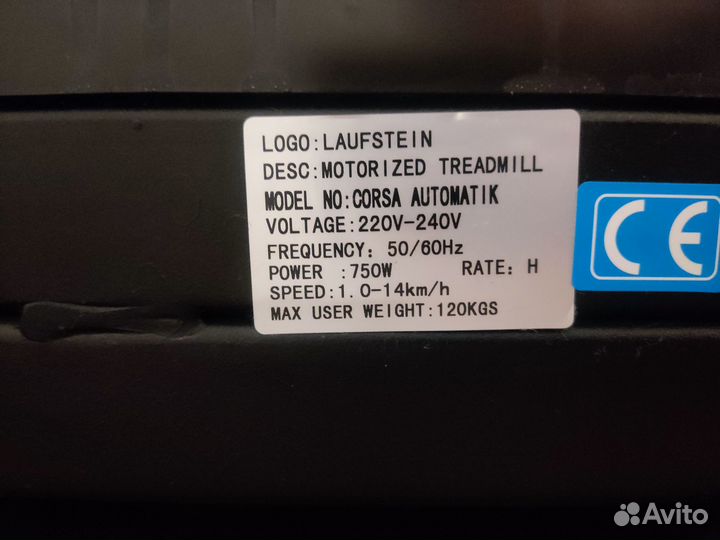 LOGO:LAUFSTEIN
DESC:MOTORIZED TREADMILL
MODEL NO:CORSA AUTOMATIK
VOLTAGE:220V-240V
FREQUENCY: 50/60Hz
POWER :750W RATE: H
SPEED:1.0-14km/h
MAX USER WEIGHT:120KGS
CE
Avito